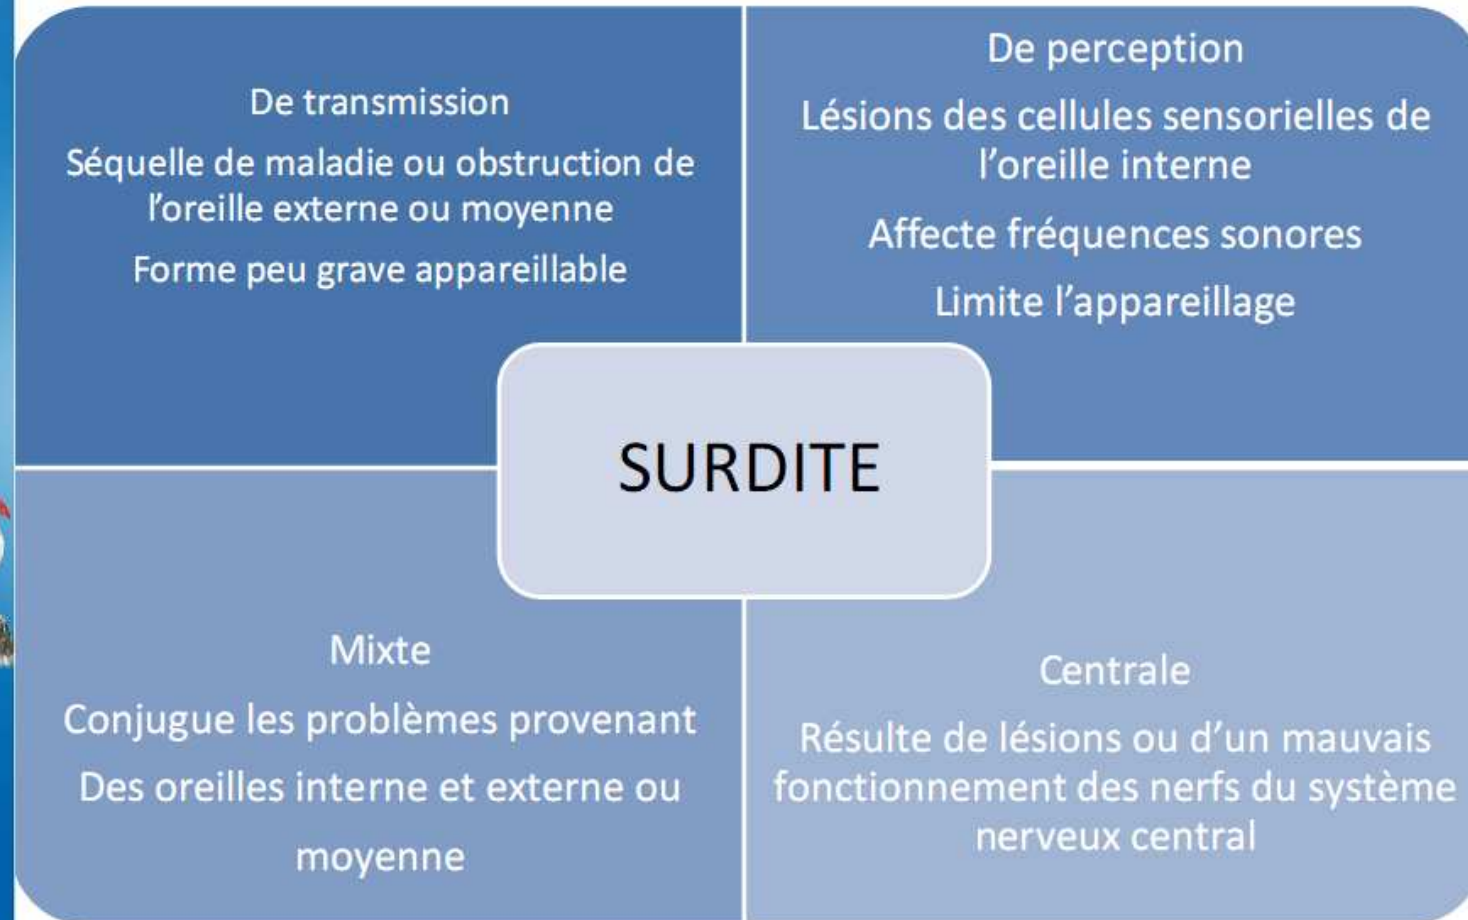 De transmission
Séquelle de maladie ou obstruction de
l'oreille externe ou moyenne
Forme peu grave appareillable
De perception
Lésions des cellules sensorielles de
l'oreille interne
Affecte fréquences sonores
Limite l'appareillage
SURDITE
Mixte
Conjugue les problèmes provenant
Des oreilles interne et externe ou
moyenne
Centrale
Résulte de lésions ou d'un mauvais
fonctionnement des nerfs du système
nerveux central